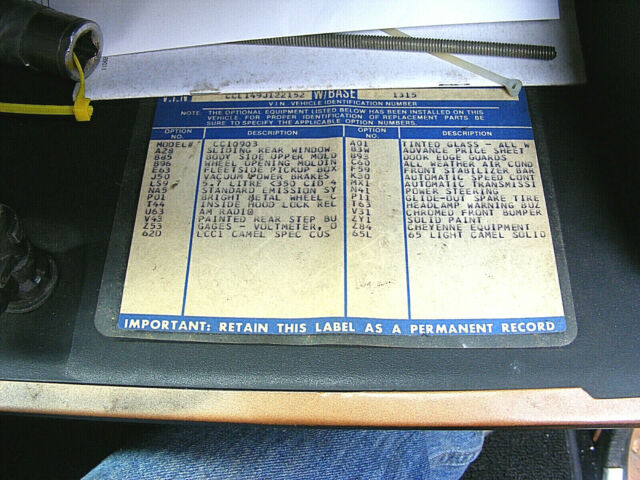 V.I.N. CCL1493122152 W/BASE 1315
V.I.N. VEHICLE IDENTIFICATION NUMBER
NOTE: THE OPTIONAL EQUIPMENT LISTED BELOW HAS BEEN INSTALLED ON THIS
VEHICLE. FOR PROPER IDENTIFICATION OF REPLACEMENT PARTS BE
SURE TO SPECIFY THE APPLICABLE OPTION NUMBERS.
OPTION NO. DESCRIPTION OPTION NO. DESCRIPTION
MODEL# CC10903 A01 TINTED GLASS - ALL W
A28 SLIDING REAR WINDOW ADVANCE PRICE SHEET
B85 BODY SIDE UPPER MOLD B93 DOOR EDGE GUARDS
B96 WHEEL OPENING MOLDIN C60 ALL WEATHER AIR COND
E63 FLEETSIDE PICKUP BOX F59 FRONT STABILIZER BAR
J50 VACUUM POWER BRAKES K30 AUTOMATIC SPEED CONT
LS9 5.7 LITRE <350 CID 4 MX1 AUTOMATIC TRANSMISSI
NA5 STANDARD EMISSION SY N41 POWER STEERING
P01 BRIGHT METAL WHEEL C P11 GLIDE-OUT SPARE TIRE
T44 INSIDE HOOD LOCK REL T63 HEADLAMP WARNING BUZ
U63 AM RADIO V31 CHROMED FRONT BUMPER
V43 PAINTED REAR STEP BU ZY1 SOLID PAINT
Z53 GAGES - VOLTMETER, O Z84 CHEYENNE EQUIPMENT
62D LCC1 CAMEL SPEC CUS 65L 65 LIGHT CAMEL SOLID
IMPORTANT: RETAIN THIS LABEL AS A PERMANENT RECORD